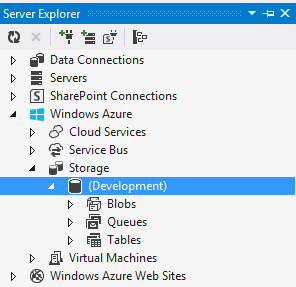 Server Explorer
Data Connections
Servers
SharePoint Connections
Windows Azure
Cloud Services
Service Bus
Storage
(Development)
Blobs
Queues
Tables
Virtual Machines
Windows Azure Web Sites